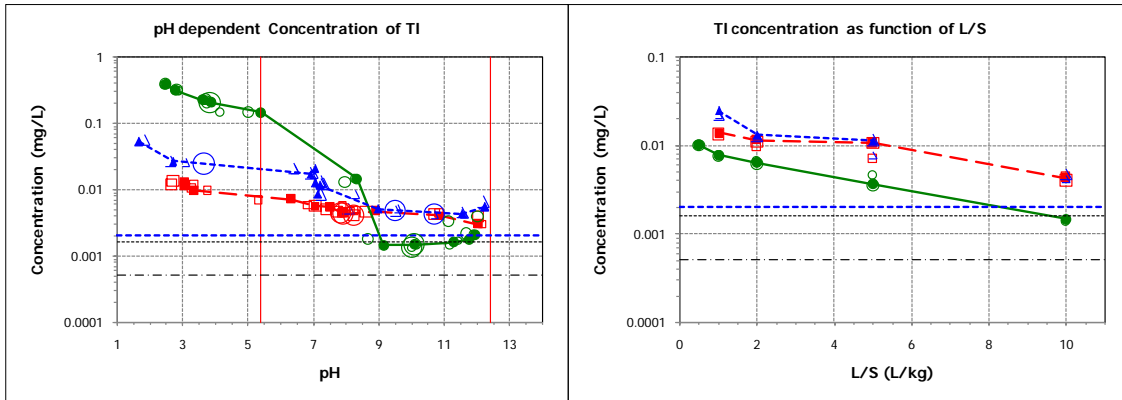 pH dependent Concentration of Tl
Concentration (mg/L)
1
0.1
0.01
0.001
0.0001
1 3 5 7 9 11 13
pH
Tl concentration as function of L/S
Concentration (mg/L)
0.1
0.01
0.001
0.0001
0 2 4 6 8 10
L/S (L/kg)